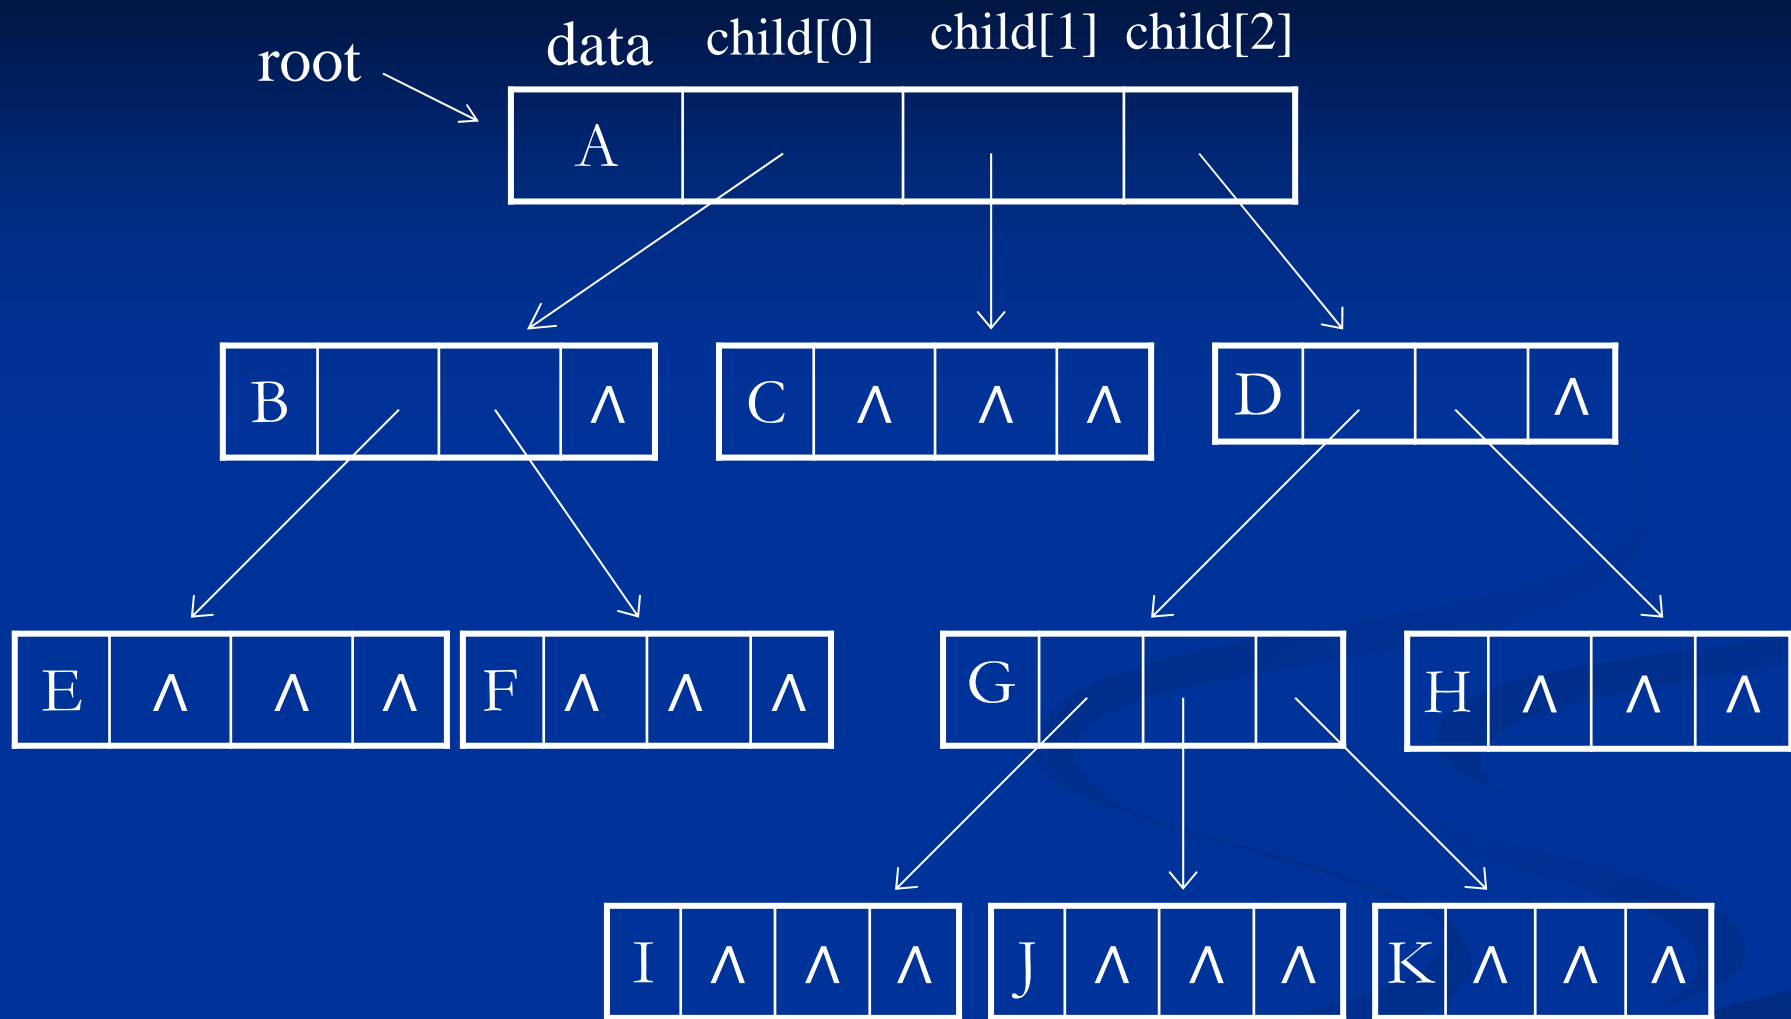 root data child[0] child[1] child[2]
A
B ∧ C ∧ ∧ ∧ D ∧
E ∧ ∧ ∧ F ∧ ∧ ∧ G H ∧ ∧ ∧
I ∧ ∧ ∧ J ∧ ∧ ∧ K ∧ ∧ ∧